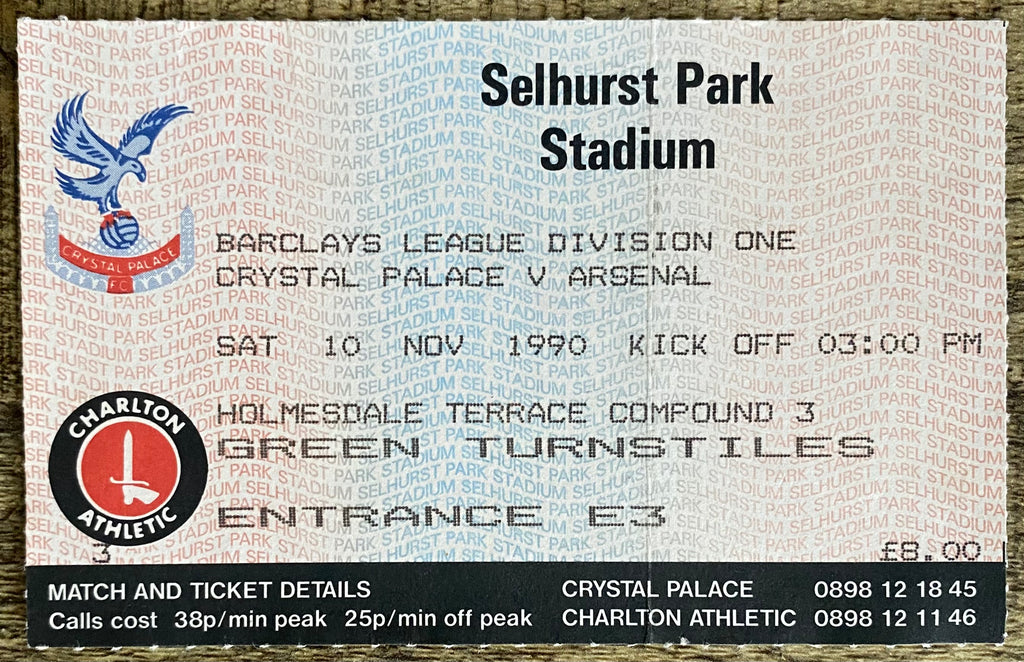 Selhurst Park
Stadium
CRYSTAL PALACE
F.C.
BARCLAYS LEAGUE DIVISION ONE
CRYSTAL PALACE V ARSENAL
SAT 10 NOV 1990 KICK OFF 03:00 PM
CHARLTON
ATHLETIC
HOLMESDALE TERRACE COMPOUND 3
GREEN TURNSTILES
ENTRANCE E3
3 £8.00
MATCH AND TICKET DETAILS CRYSTAL PALACE 0898 12 18 45
Calls cost 38p/min peak 25p/min off peak CHARLTON ATHLETIC 0898 12 11 46